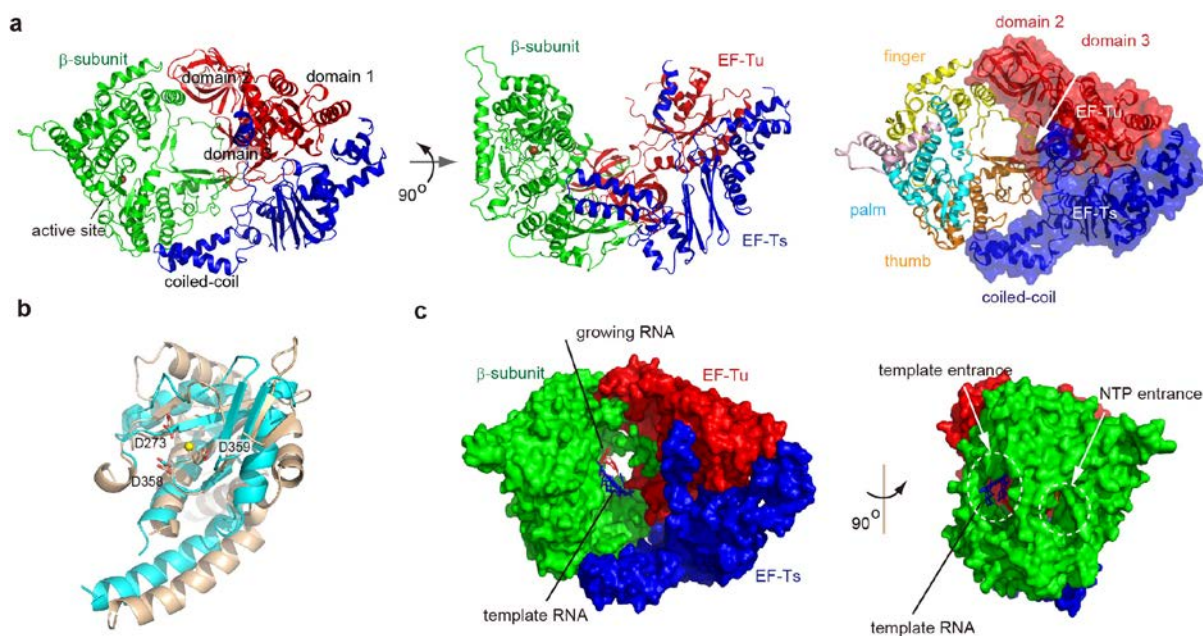 a
β-subunit
domain 2
domain 1
domain 3
active site
coiled-coil
90°
EF-Tu
EF-Ts
domain 2
domain 3
finger
EF-Tu
EF-Ts
palm
thumb
coiled-coil
b
D273
D359
D358
c
growing RNA
β-subunit
EF-Tu
EF-Ts
template RNA
90°
template entrance
NTP entrance
template RNA